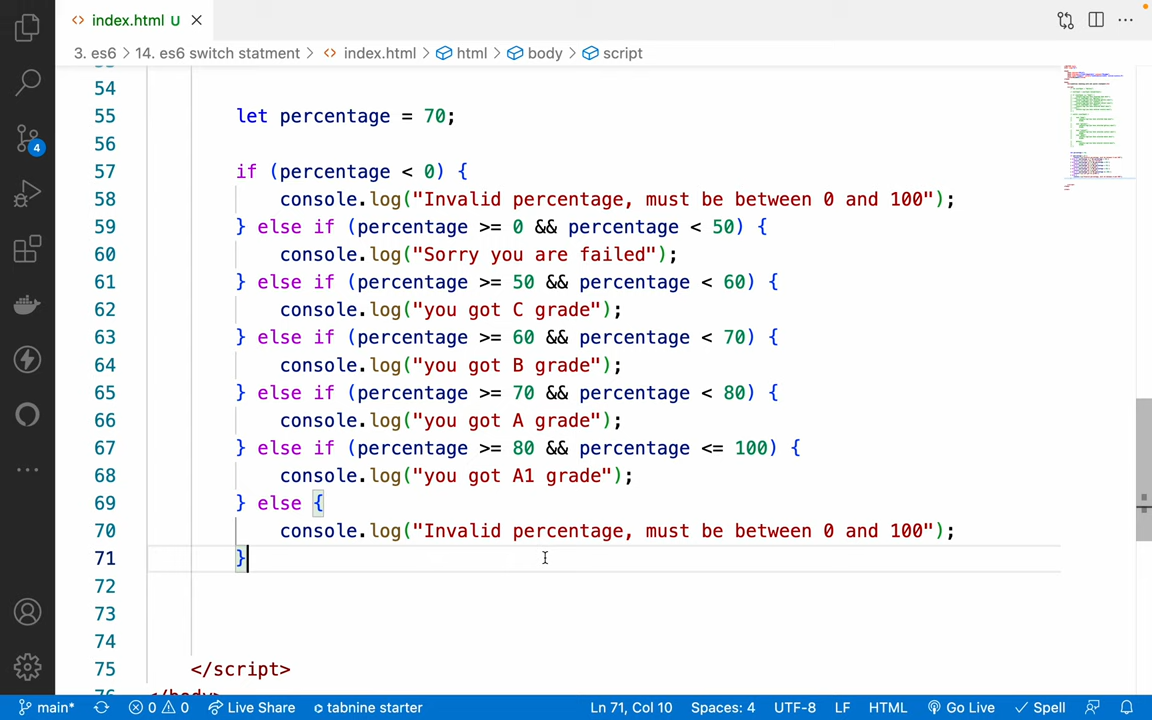 index.html U
3. es6 > 14. es6 switch statment > index.html > html > body > script
54
55 let percentage = 70;
56
57 if (percentage < 0) {
58 console.log("Invalid percentage, must be between 0 and 100");
59 } else if (percentage >= 0 && percentage < 50) {
60 console.log("Sorry you are failed");
61 } else if (percentage >= 50 && percentage < 60) {
62 console.log("you got C grade");
63 } else if (percentage >= 60 && percentage < 70) {
64 console.log("you got B grade");
65 } else if (percentage >= 70 && percentage < 80) {
66 console.log("you got A grade");
67 } else if (percentage >= 80 && percentage <= 100) {
68 console.log("you got A1 grade");
69 } else {
70 console.log("Invalid percentage, must be between 0 and 100");
71 }
72
73
74
75 </script>
4
main* 0 0 Live Share tabnine starter Ln 71, Col 10 Spaces: 4 UTF-8 LF HTML Go Live Spell